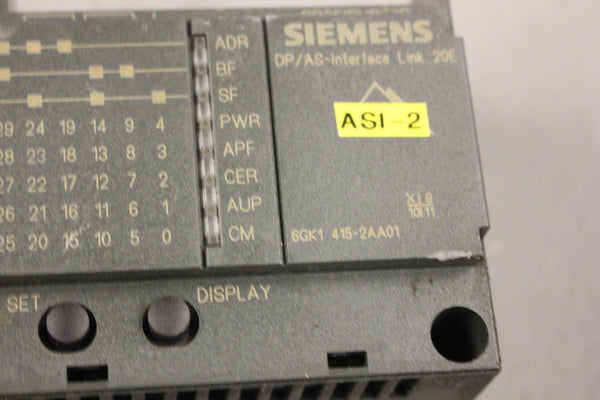 SIEMENS
DP/AS-Interface Link 20E
ADR
BF
SF
PWR
APF
CER
AUP
CM
ASI-2
29 24 19 14 9 4
28 23 18 13 8 3
27 22 17 12 7 2
26 21 16 11 6 1
25 20 15 10 5 0
6GK1 415-2AA01
SET
DISPLAY